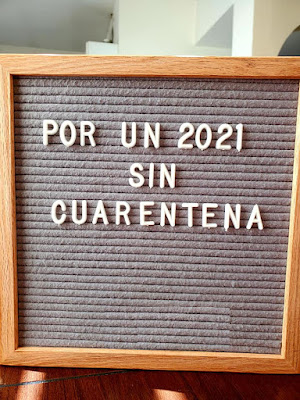 POR UN 2021
SIN
CUARENTENA